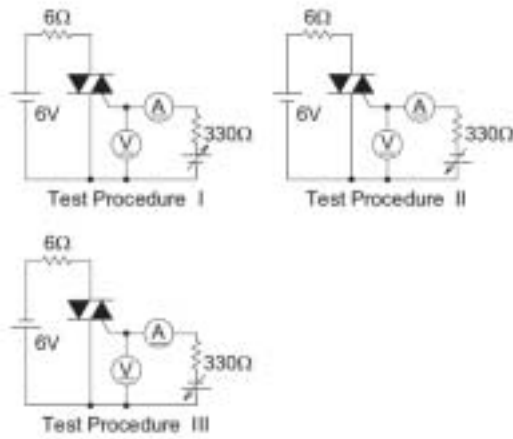 6Ω
6V
A
V
330Ω
Test Procedure I
6Ω
6V
A
V
330Ω
Test Procedure II
6Ω
6V
A
V
330Ω
Test Procedure III